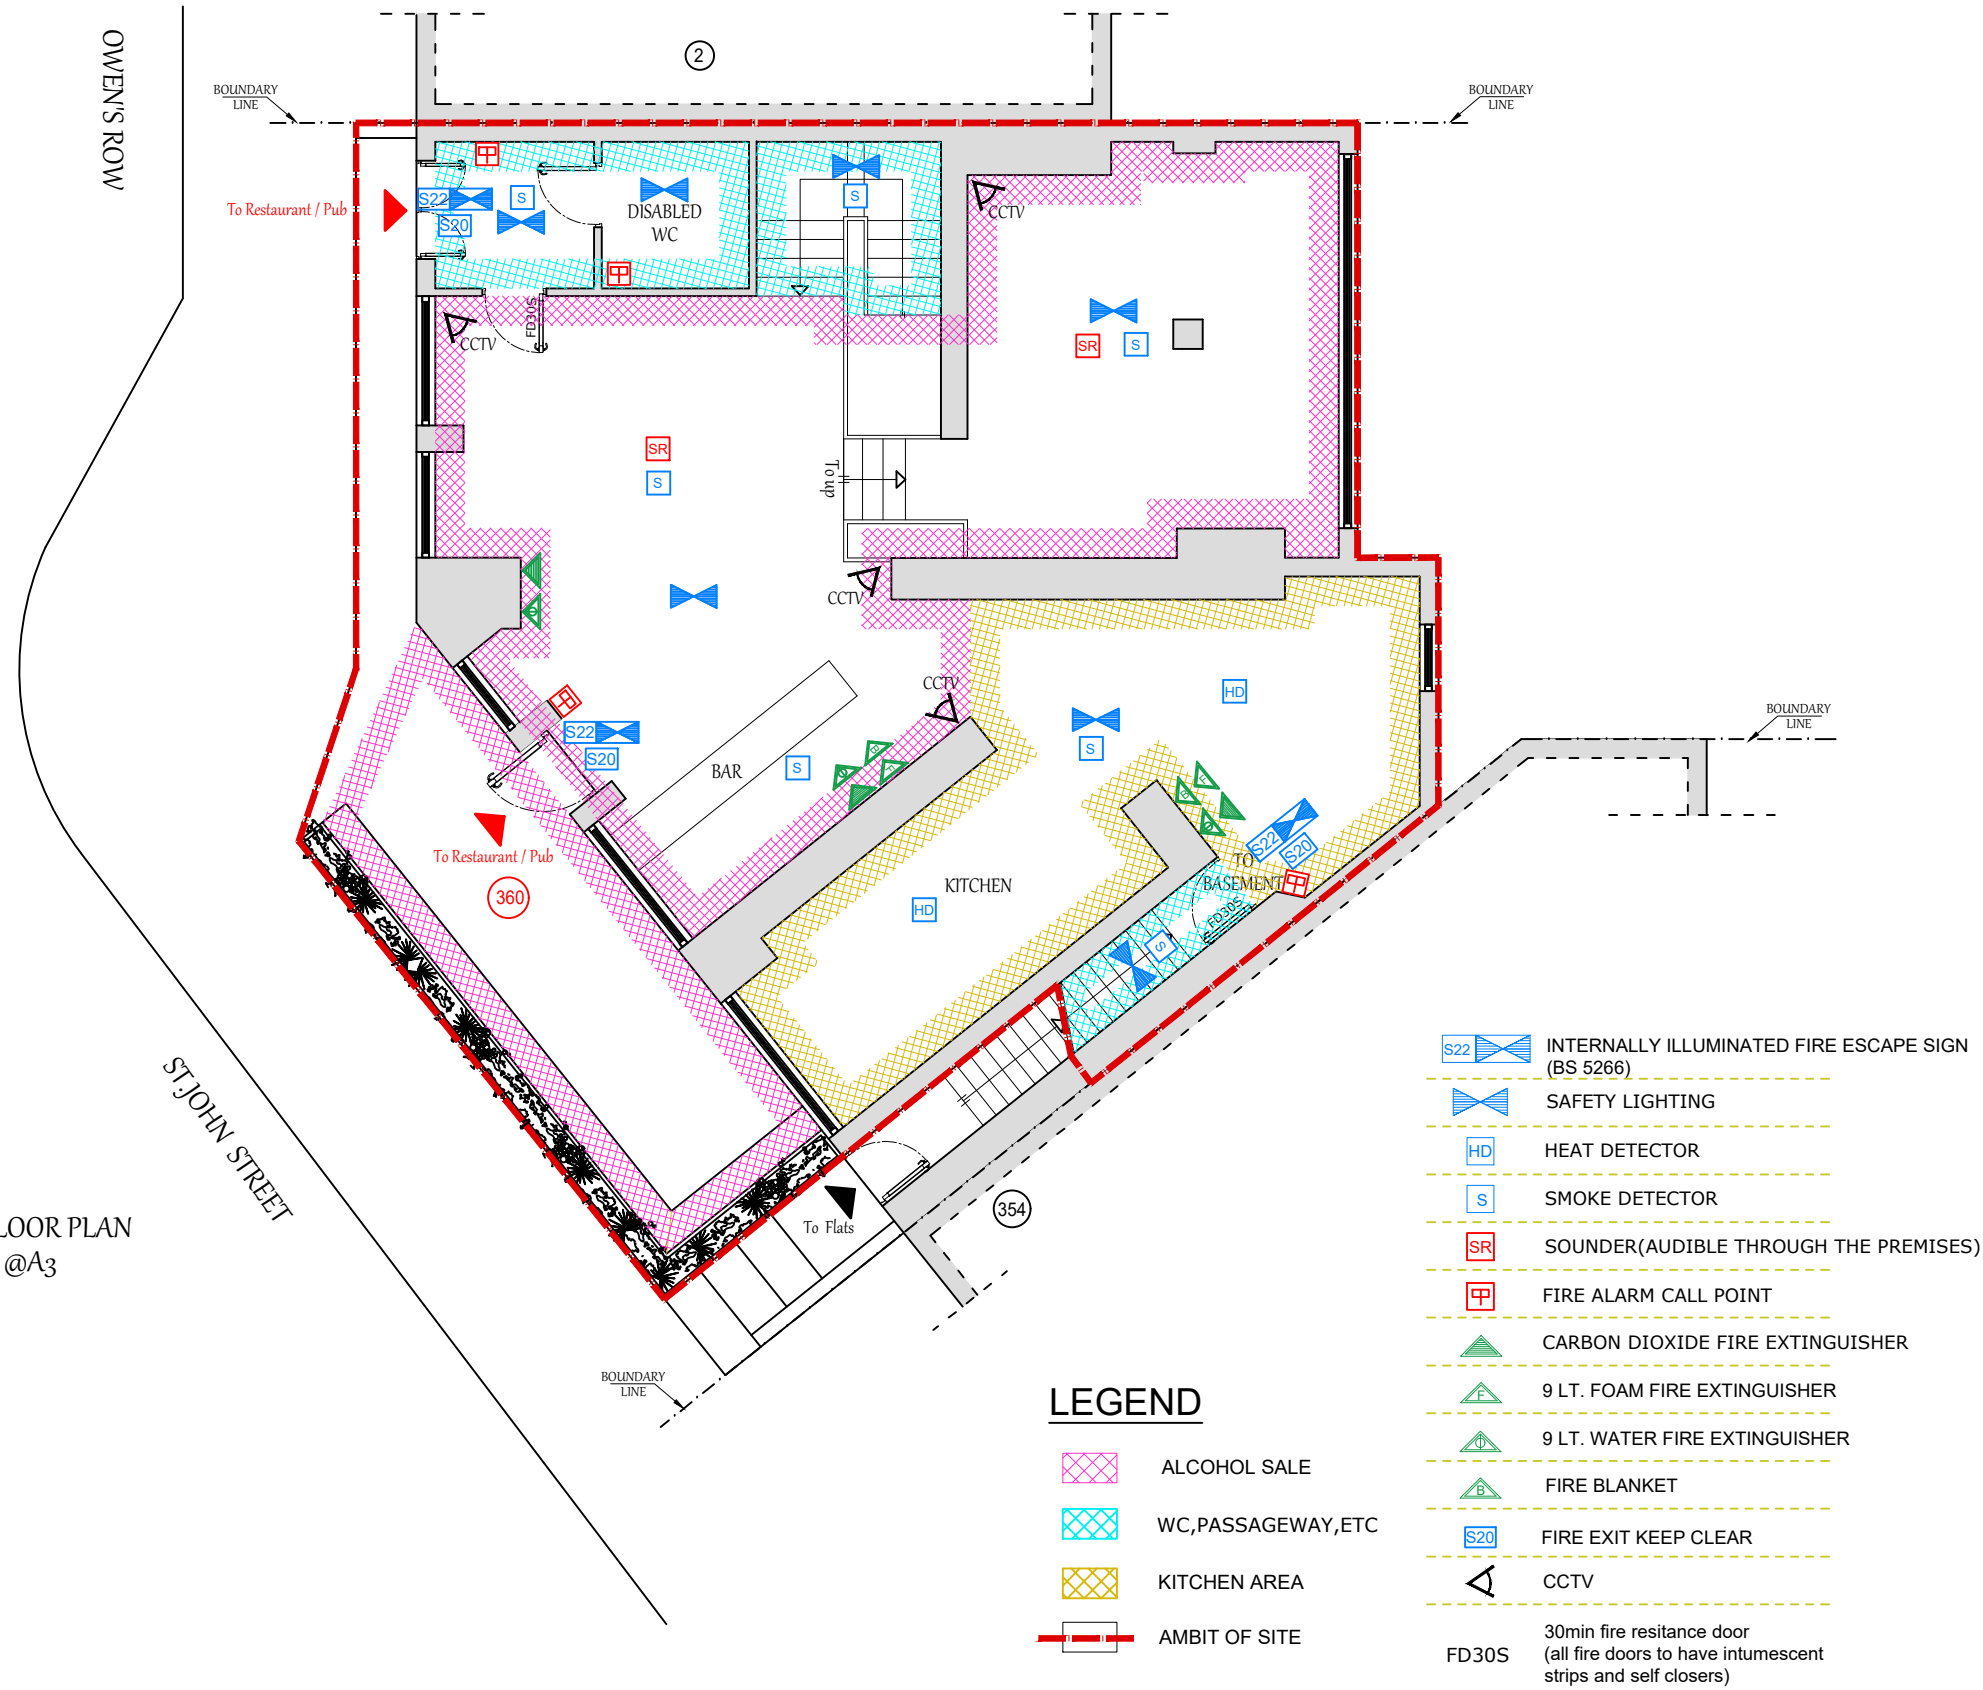 OWEN'S ROW
BOUNDARY
LINE
2
BOUNDARY
LINE
To Restaurant / Pub
S22
S
S20
DISABLED
WC
S
CCTV
FD30S
CCTV
SR
S
SR
S
To up
CCTV
CCTV
HD
S
S22
S20
BAR
S
B
F
F
B
S22
S20
TO
BASEMENT
FD30S
S
BOUNDARY
LINE
To Restaurant / Pub
360
KITCHEN
HD
ST.JOHN STREET
LOOR PLAN
@A3
To Flats
354
BOUNDARY
LINE
LEGEND
ALCOHOL SALE
WC,PASSAGEWAY,ETC
KITCHEN AREA
AMBIT OF SITE
S22 INTERNALLY ILLUMINATED FIRE ESCAPE SIGN
(BS 5266)
SAFETY LIGHTING
HD HEAT DETECTOR
S SMOKE DETECTOR
SR SOUNDER(AUDIBLE THROUGH THE PREMISES)
FIRE ALARM CALL POINT
CARBON DIOXIDE FIRE EXTINGUISHER
F 9 LT. FOAM FIRE EXTINGUISHER
9 LT. WATER FIRE EXTINGUISHER
B FIRE BLANKET
S20 FIRE EXIT KEEP CLEAR
CCTV
FD30S 30min fire resitance door
(all fire doors to have intumescent
strips and self closers)